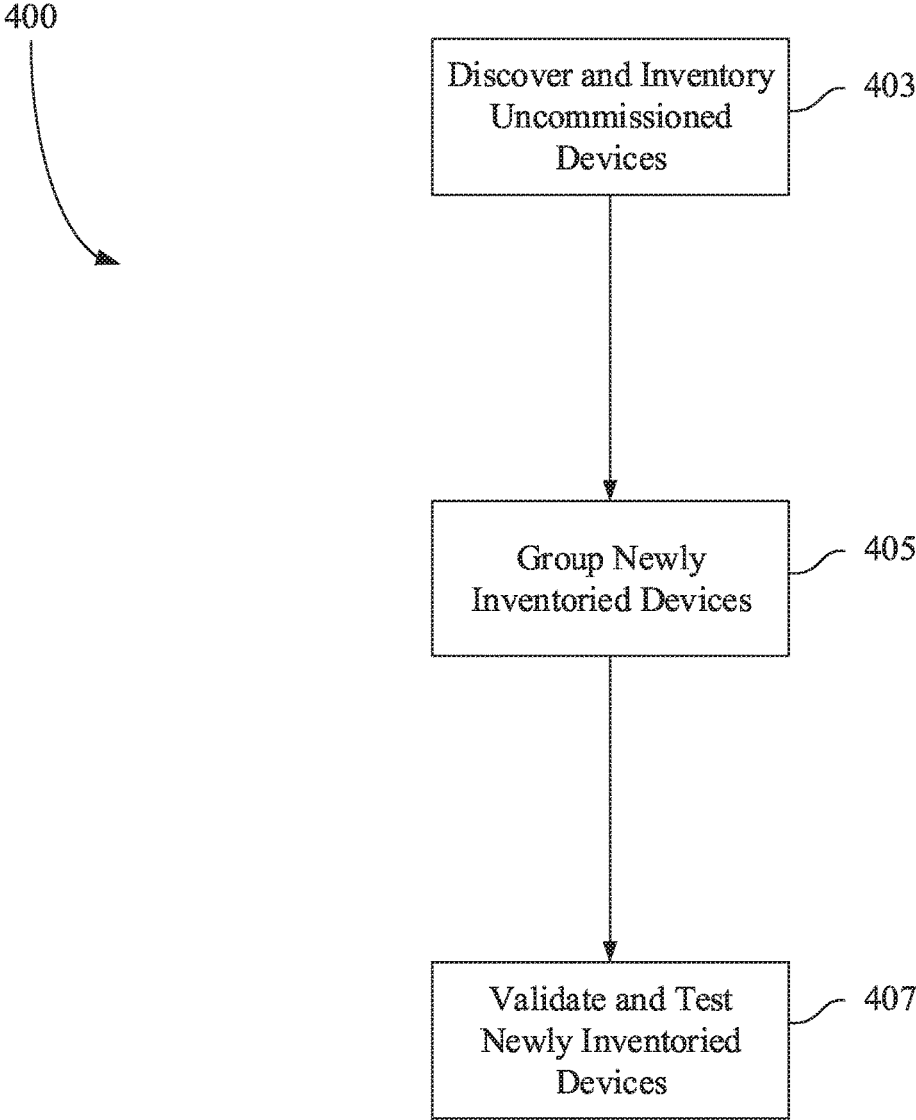 400
Discover and Inventory
Uncommissioned
Devices
403
Group Newly
Inventoried Devices
405
Validate and Test
Newly Inventoried
Devices
407